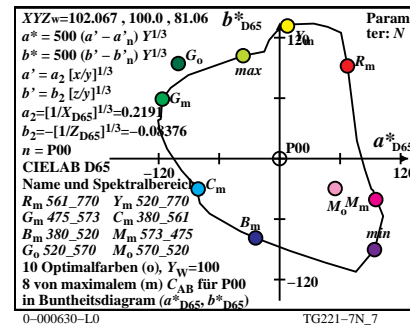 XYZw=102.067, 100.0, 81.06
a* = 500 (a' – a'n) Y1/3
b* = 500 (b' – b'n) Y1/3
a' = a2 [x/y]1/3
b' = b2 [z/y]1/3
a2=[1/XD65]1/3=0.2191
b2=–[1/ZD65]1/3=–0.08376
n = P00
CIELAB D65
Name und Spektralbereich
Rm 561_770 Ym 520_770
Gm 475_573 Cm 380_561
Bm 380_520 Mm 573_475
Go 520_570 Mo 570_520
10 Optimalfarben (o), YW=100
8 von maximalem (m) CAB für P00
in Buntheitsdiagram (a*D65, b*D65)
b*D65
Parame-
ter: N
120
Ym
max
Go
Rm
Gm
P00
a*D65
–120
120
Cm
Mo
Mm
Bm
min
–120
0-000630-L0
TG221-7N_7